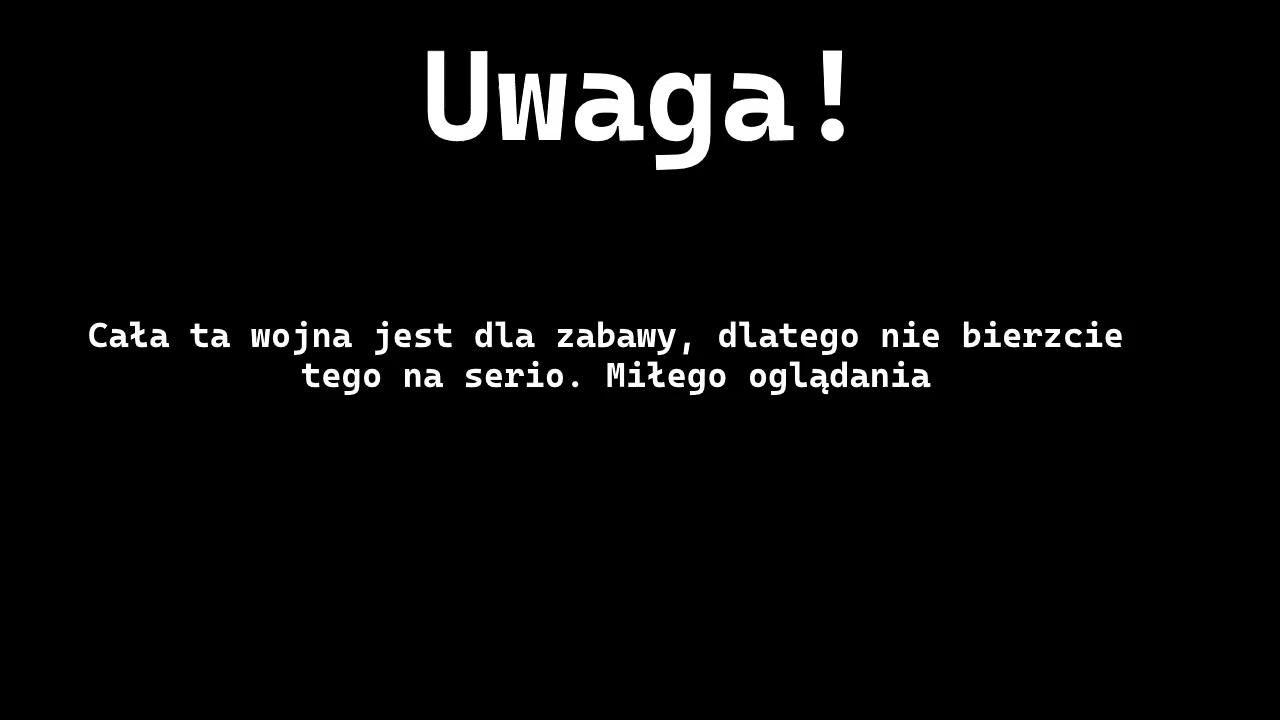 Uwaga!
Cała ta wojna jest dla zabawy, dlatego nie bierzcie
tego na serio. Miłego oglądania